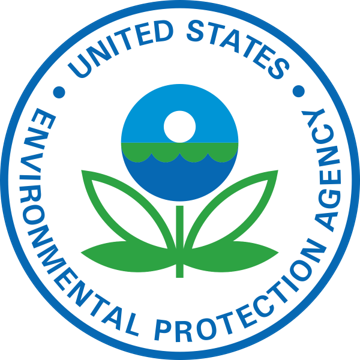 UNITED STATES
ENVIRONMENTAL PROTECTION AGENCY